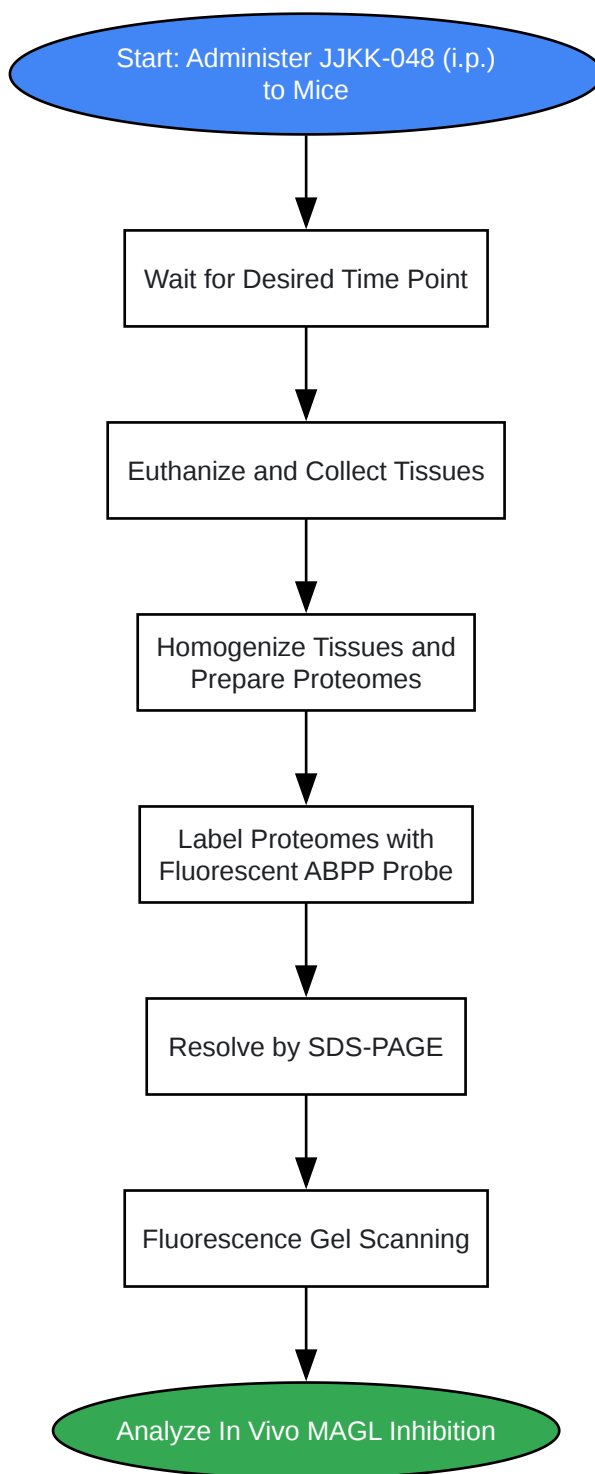 Start: Administer JJKK-048 (i.p.)
to Mice
Wait for Desired Time Point
Euthanize and Collect Tissues
Homogenize Tissues and
Prepare Proteomes
Label Proteomes with
Fluorescent ABPP Probe
Resolve by SDS-PAGE
Fluorescence Gel Scanning
Analyze In Vivo MAGL Inhibition